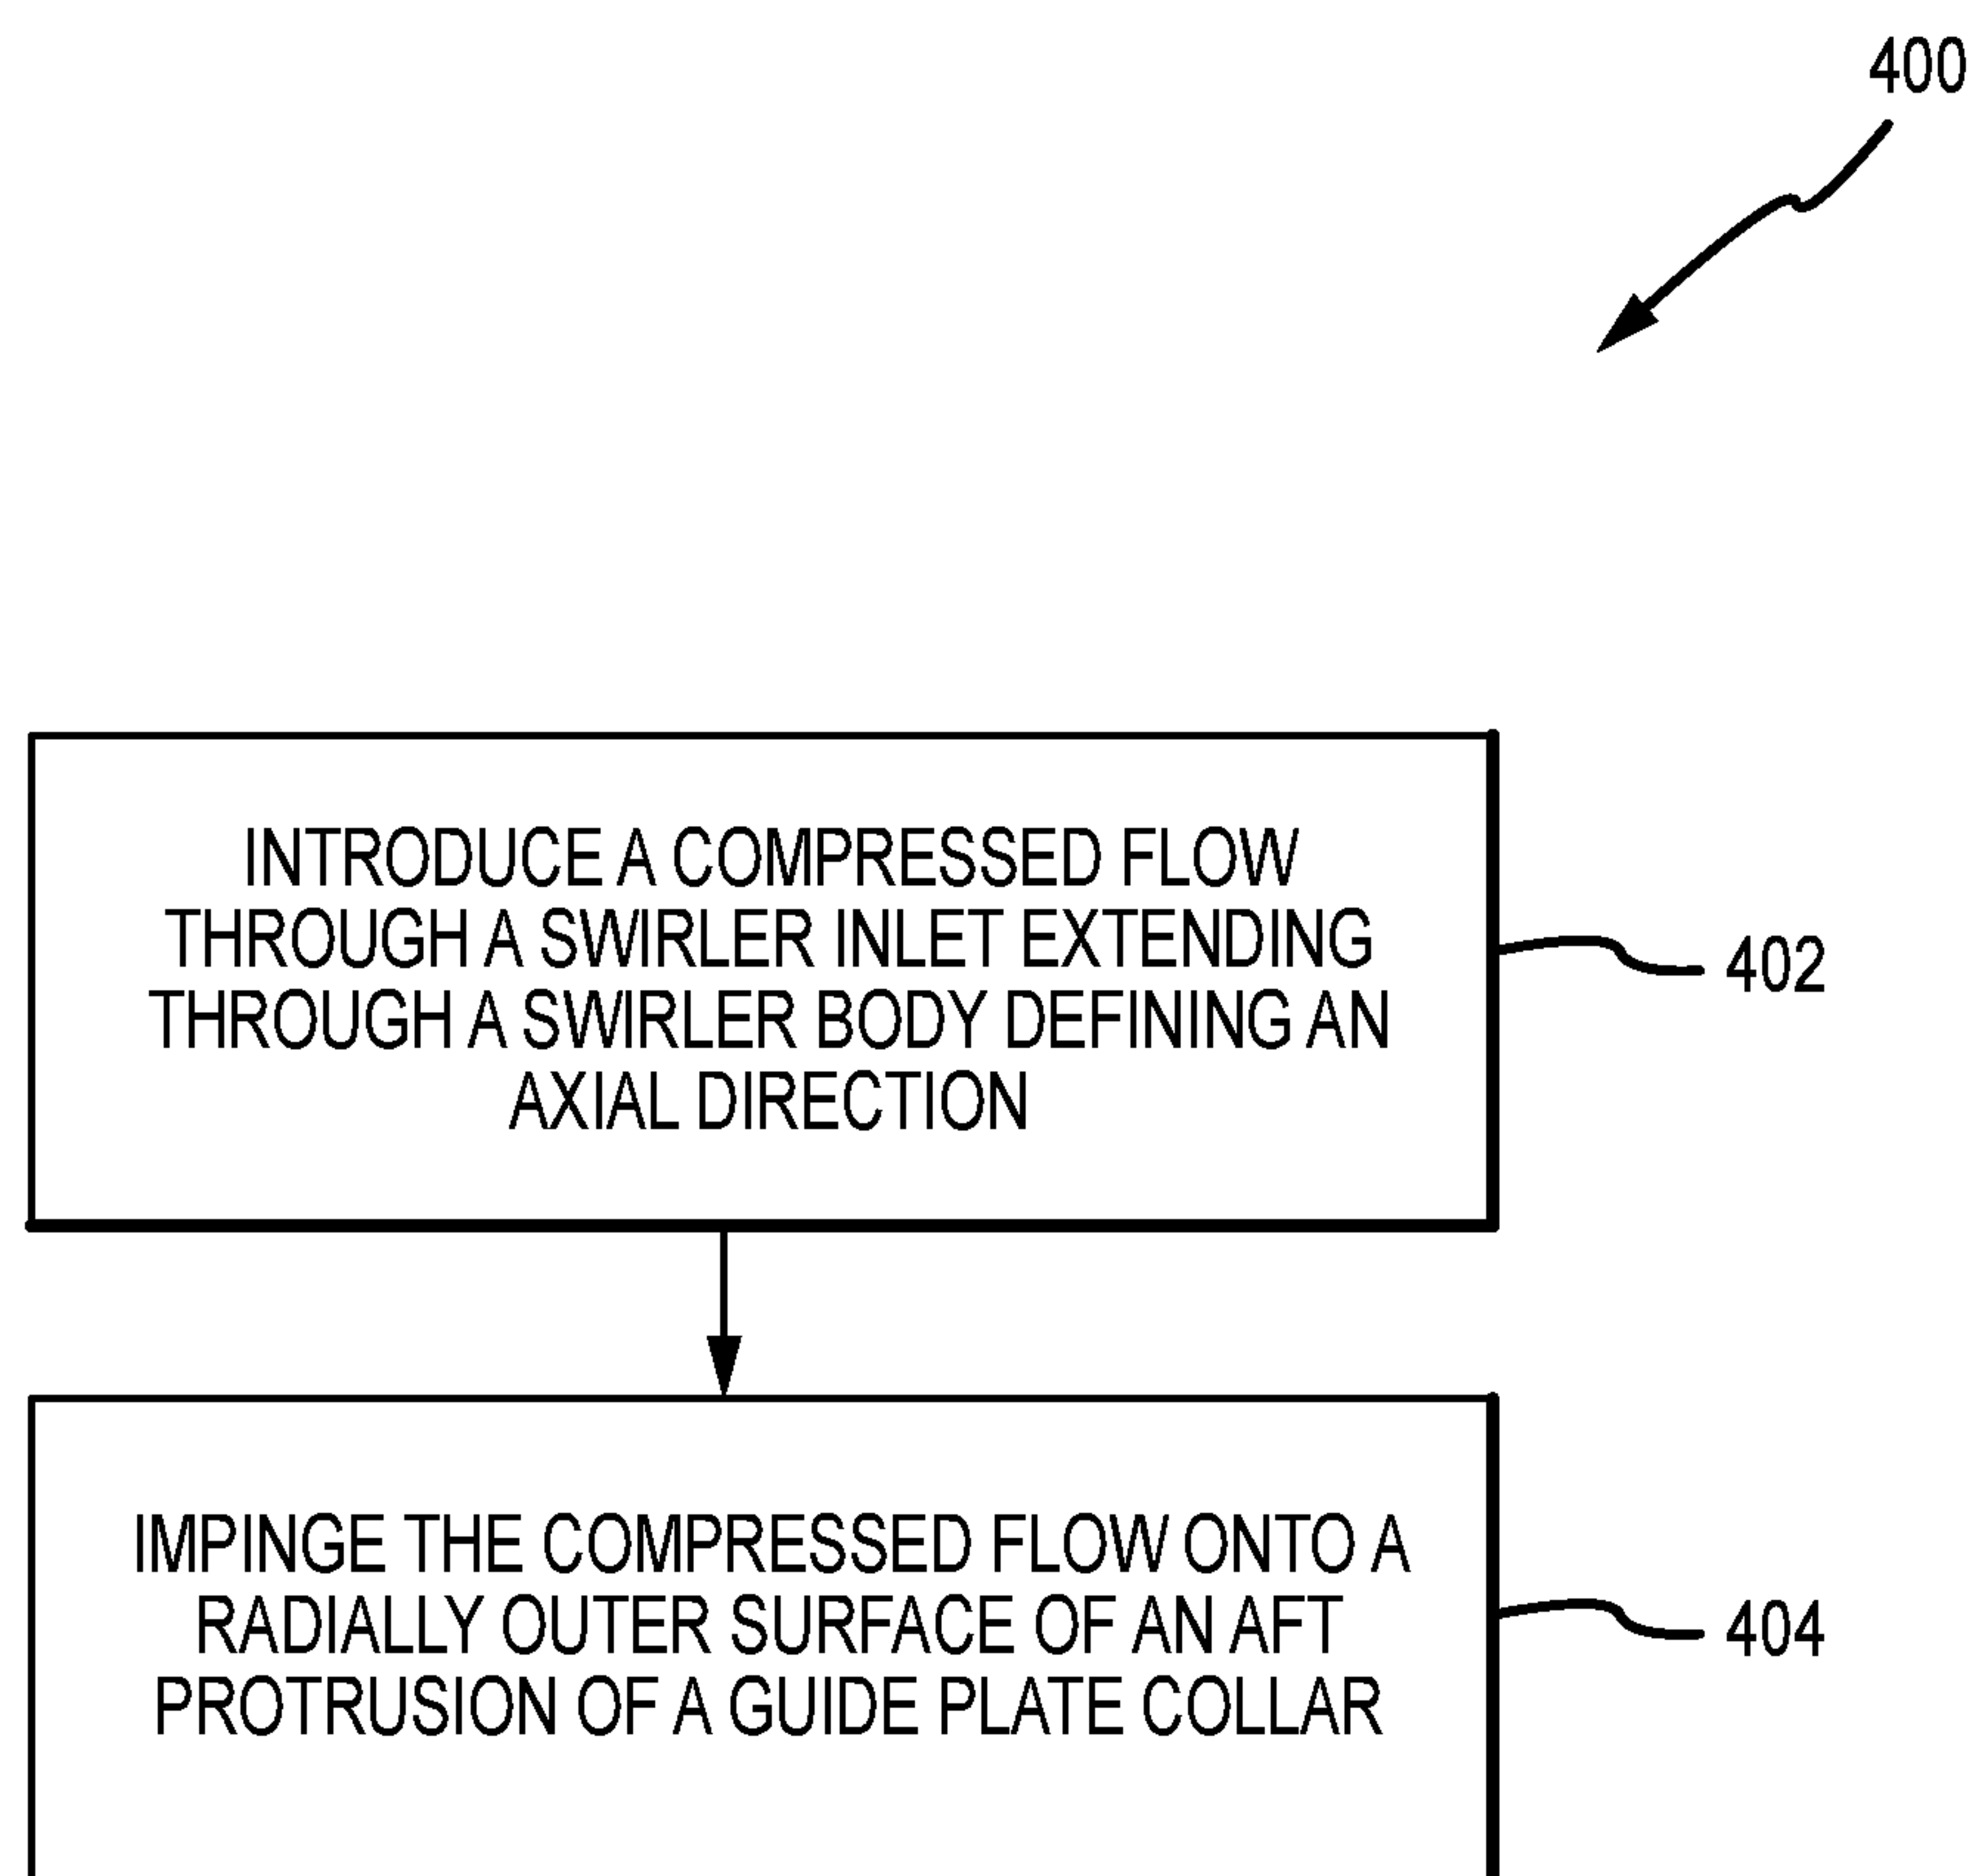 400
INTRODUCE A COMPRESSED FLOW
THROUGH A SWIRLER INLET EXTENDING
THROUGH A SWIRLER BODY DEFINING AN
AXIAL DIRECTION
402
IMPINGE THE COMPRESSED FLOW ONTO A
RADIALLY OUTER SURFACE OF AN AFT
PROTRUSION OF A GUIDE PLATE COLLAR
404